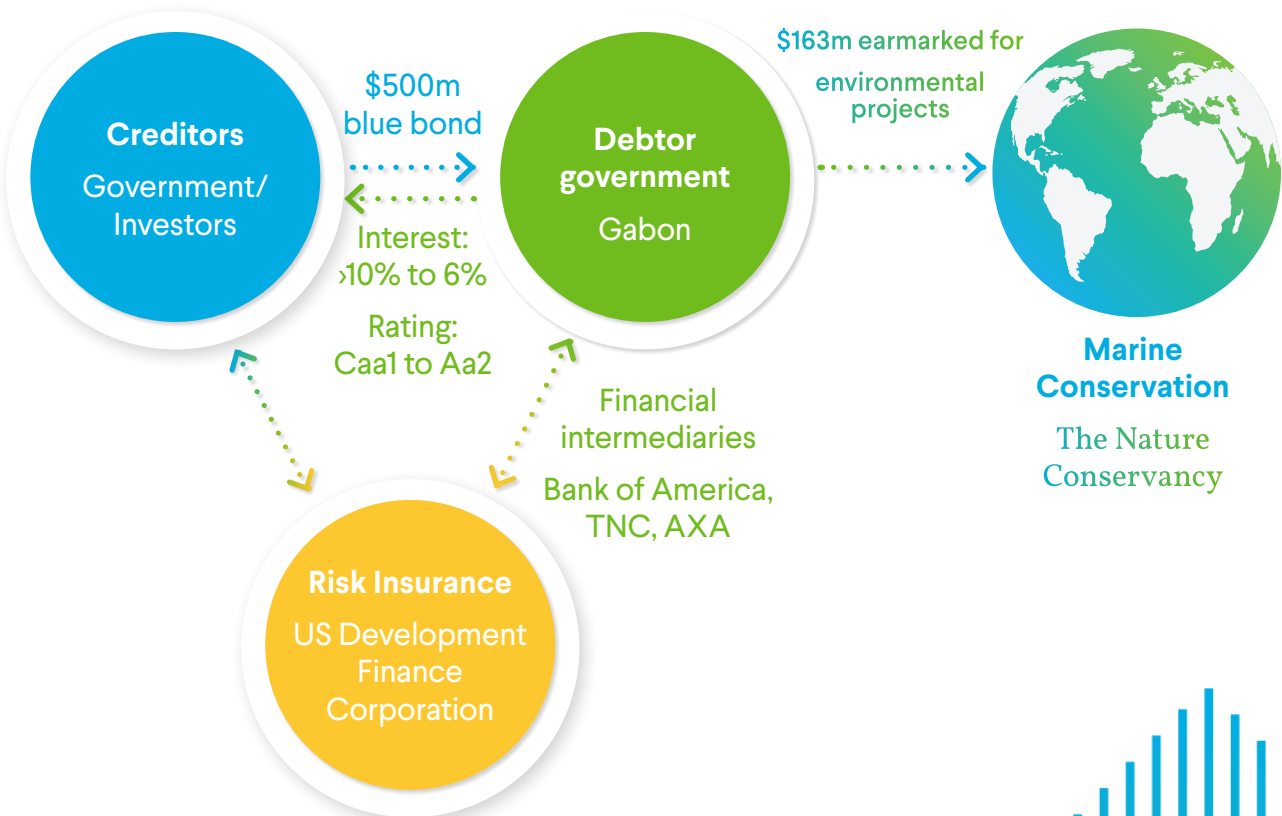 Creditors
Government/
Investors
$500m
blue bond
Interest:
›10% to 6%
Rating:
Caa1 to Aa2
Debtor
government
Gabon
$163m earmarked for
environmental
projects
Marine
Conservation
The Nature
Conservancy
Financial
intermediaries
Bank of America,
TNC, AXA
Risk Insurance
US Development
Finance
Corporation